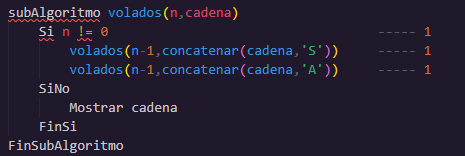 subAlgoritmo volados(n,cadena)
Si n != 0 ----- 1
volados(n-1,concatenar(cadena,'S')) ----- 1
volados(n-1,concatenar(cadena,'A')) ----- 1
SiNo
Mostrar cadena
FinSi
FinSubAlgoritmo